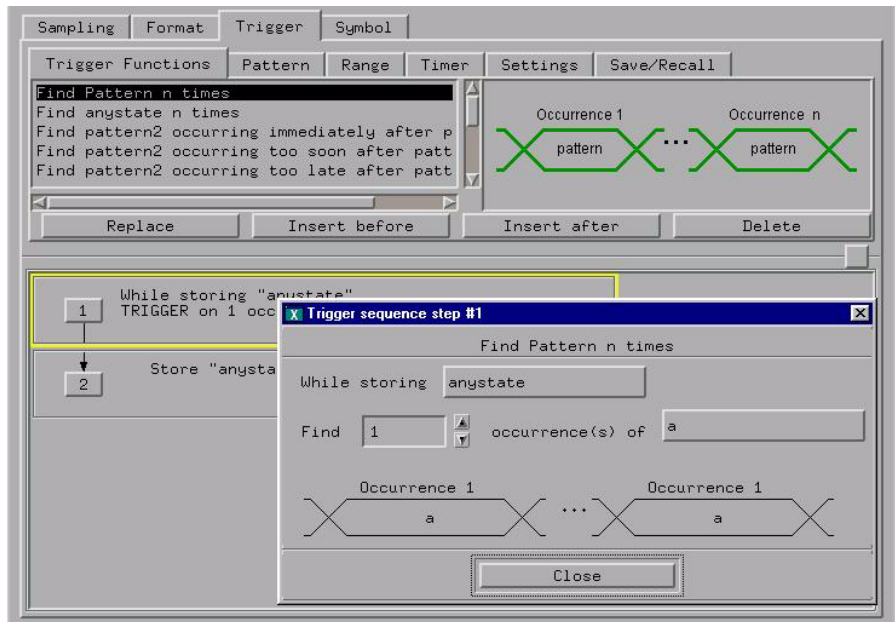 Sampling Format Trigger Symbol
Trigger Functions Pattern Range Timer Settings Save/Recall
Find Pattern n times
Find anystate n times
Find pattern2 occurring immediately after p
Find pattern2 occurring too soon after patt
Find pattern2 occurring too late after patt
Occurrence 1 Occurrence n
pattern ... pattern
Replace Insert before Insert after Delete
1 While storing "anystate"
TRIGGER on 1 occ
2 Store "anysta
X Trigger sequence step #1
Find Pattern n times
While storing anystate
Find 1 occurrence(s) of a
Occurrence 1 Occurrence 1
a ... a
Close